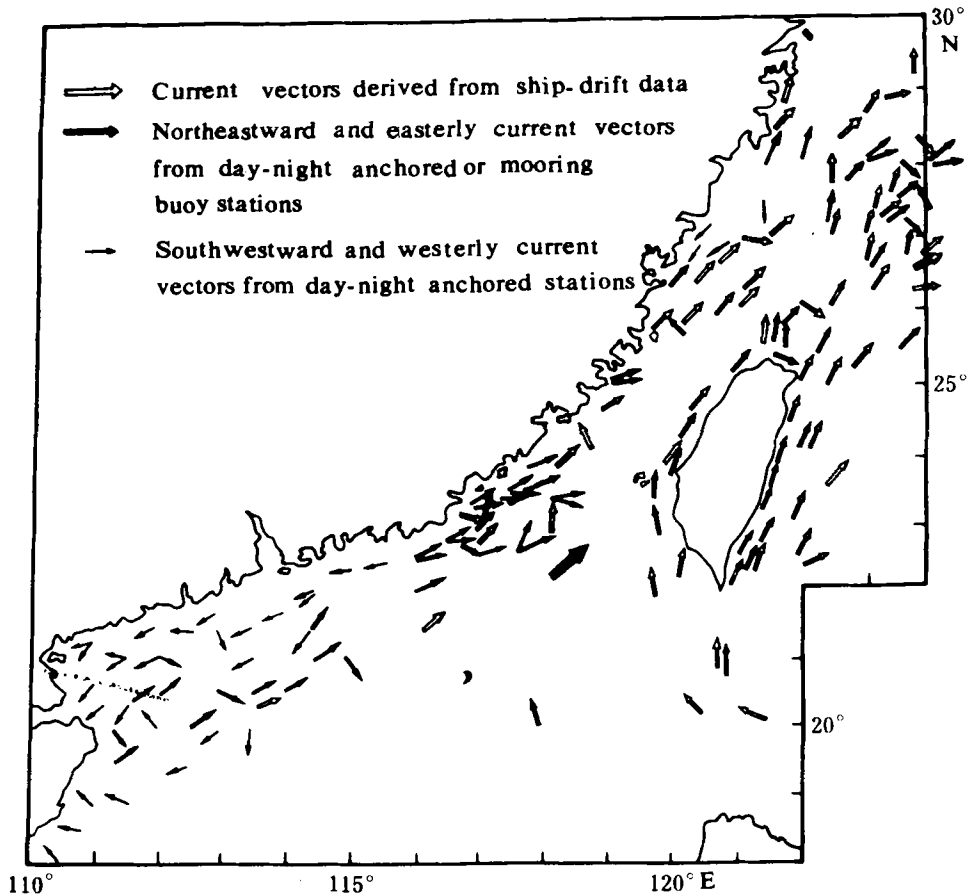 30°
N
Current vectors derived from ship-drift data
Northeastward and easterly current vectors
from day-night anchored or mooring
buoy stations
Southwestward and westerly current
vectors from day-night anchored stations
25°
20°
110° 115° 120° E